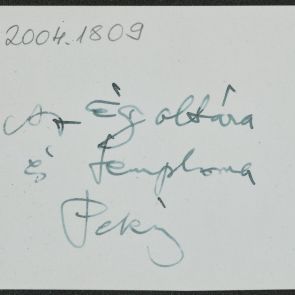 2004.1809
Az Ég oltára
és temploma
Peking